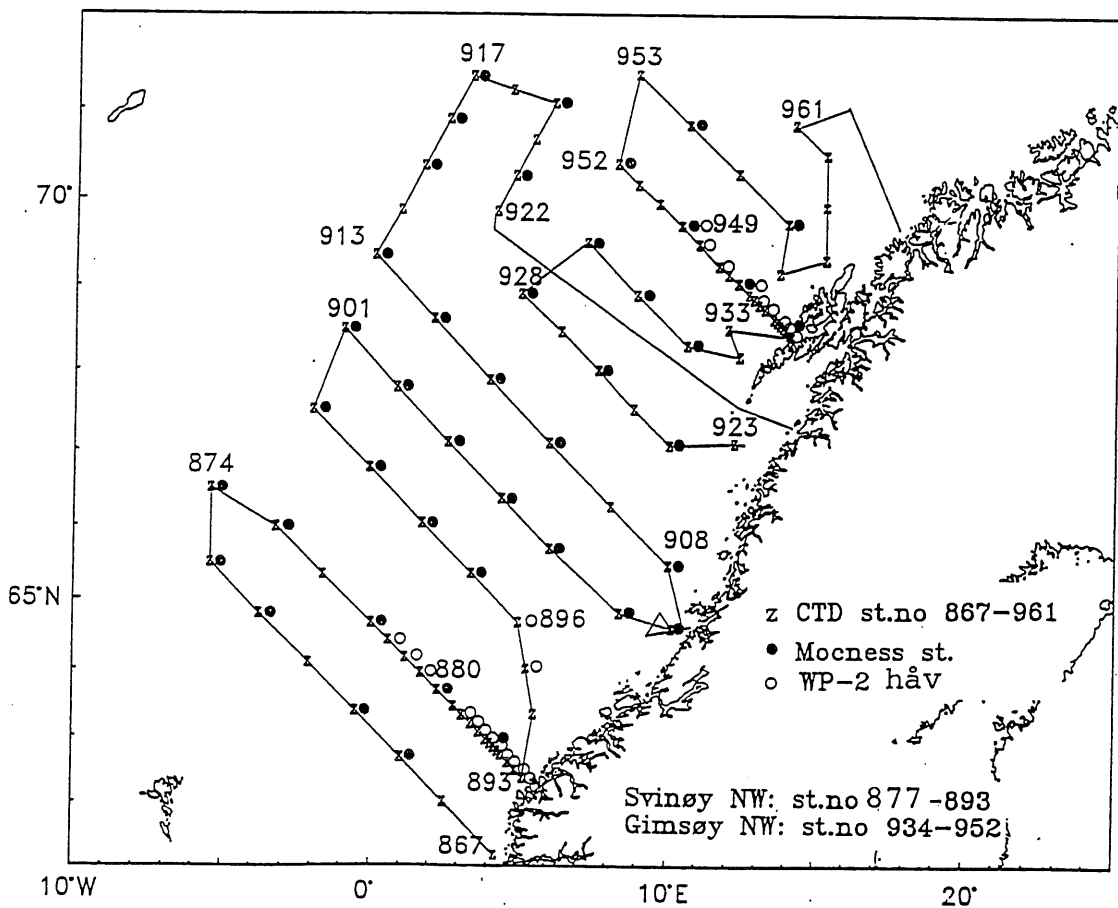 917
953
961
952
70°
922
949
913
928
901
933
923
874
908
65°N
896
z CTD st.no 867-961
● Mocness st.
○ WP-2 håv
880
893
Svinøy NW: st.no 877-893
Gimsøy NW: st.no 934-952
867
10°W
0°
10°E
20°